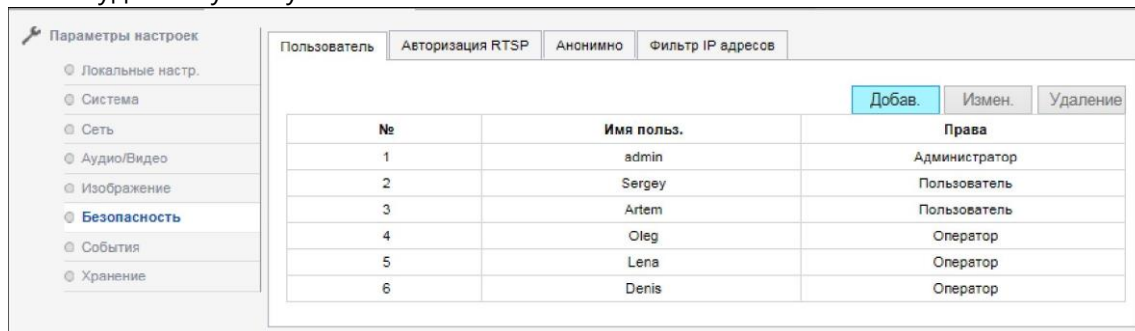 Параметры настроек
Локальные настр.
Система
Сеть
Аудио/Видео
Изображение
Безопасность
События
Хранение
Пользователь Авторизация RTSP Анонимно Фильтр IP адресов
Добав. Измен. Удаление
№ Имя польз. Права
1 admin Администратор
2 Sergey Пользователь
3 Artem Пользователь
4 Oleg Оператор
5 Lena Оператор
6 Denis Оператор